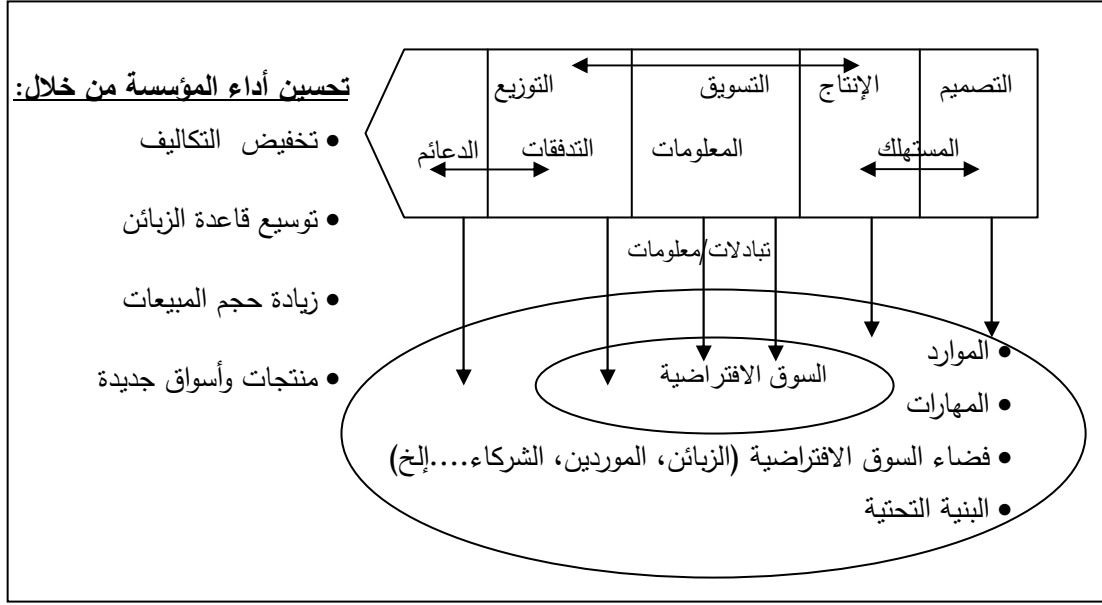 التصميم الإنتاج التسويق التوزيع
المستهلك المعلومات التدفقات الدعائم
تبادلات/معلومات
السوق الافتراضية
• الموارد
• المهارات
• فضاء السوق الافتراضية (الزبائن، الموردين، الشركاء....إلخ)
• البنية التحتية
تحسين أداء المؤسسة من خلال:
• تخفيض التكاليف
• توسيع قاعدة الزبائن
• زيادة حجم المبيعات
• منتجات وأسواق جديدة